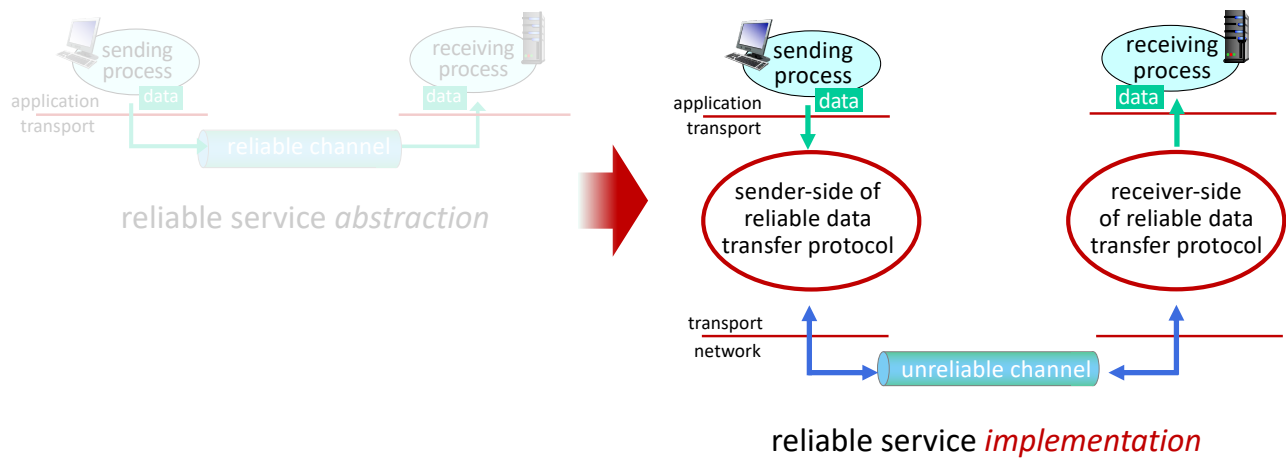 sending
process
data
application
transport
receiving
process
data
reliable channel
reliable service abstraction
sending
process
data
application
transport
receiving
process
data
sender-side of
reliable data
transfer protocol
receiver-side
of reliable data
transfer protocol
transport
network
unreliable channel
reliable service implementation